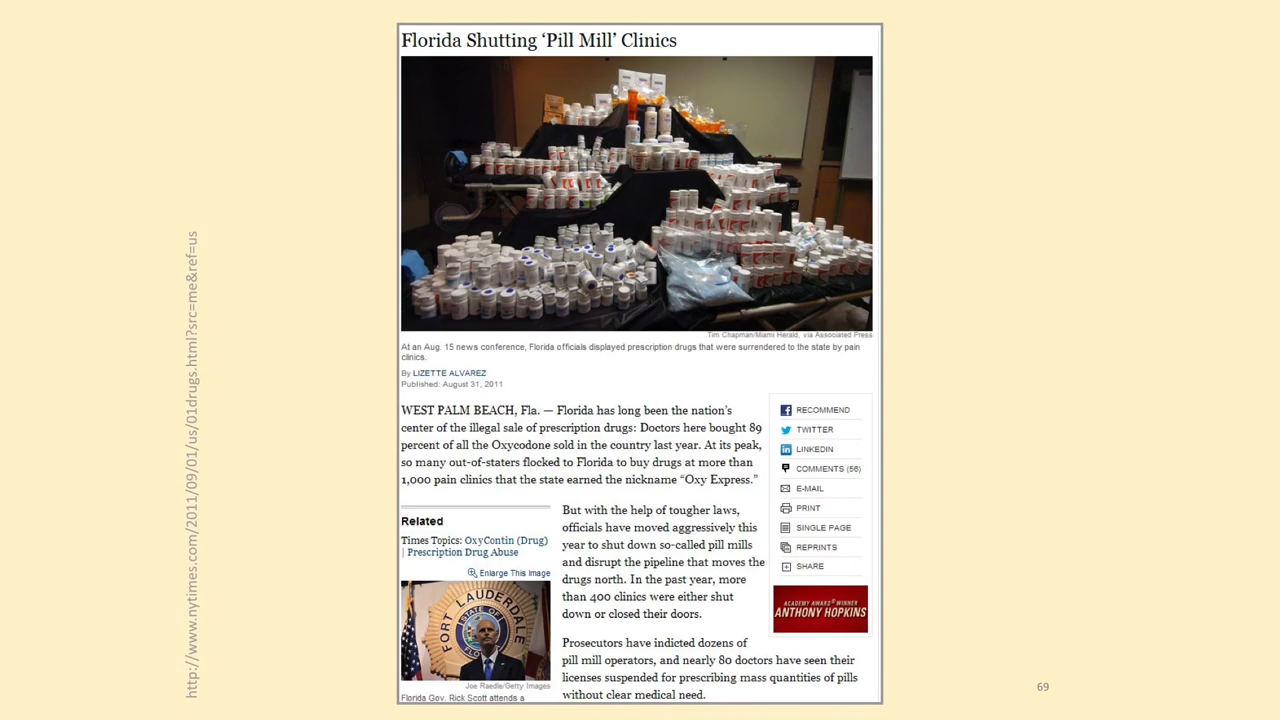 Florida Shutting ‘Pill Mill’ Clinics
Tim Chapman/Miami Herald, via Associated Press
At an Aug. 15 news conference, Florida officials displayed prescription drugs that were surrendered to the state by pain
clinics.
By LIZETTE ALVAREZ
Published: August 31, 2011
WEST PALM BEACH, Fla. — Florida has long been the nation’s
center of the illegal sale of prescription drugs: Doctors here bought 89
percent of all the Oxycodone sold in the country last year. At its peak,
so many out-of-staters flocked to Florida to buy drugs at more than
1,000 pain clinics that the state earned the nickname “Oxy Express.”
RECOMMEND
TWITTER
LINKEDIN
COMMENTS (56)
E-MAIL
PRINT
SINGLE PAGE
REPRINTS
SHARE
ACADEMY AWARD® WINNER
ANTHONY HOPKINS
Related
Times Topics: OxyContin (Drug)
| Prescription Drug Abuse
Enlarge This Image
FORT LAUDERDALE
STATE OF
Joe Raedle/Getty Images
Florida Gov. Rick Scott attends a
But with the help of tougher laws,
officials have moved aggressively this
year to shut down so-called pill mills
and disrupt the pipeline that moves the
drugs north. In the past year, more
than 400 clinics were either shut
down or closed their doors.
Prosecutors have indicted dozens of
pill mill operators, and nearly 80 doctors have seen their
licenses suspended for prescribing mass quantities of pills
without clear medical need.
http://www.nytimes.com/2011/09/01/us/01drugs.html?src=me&ref=us
69